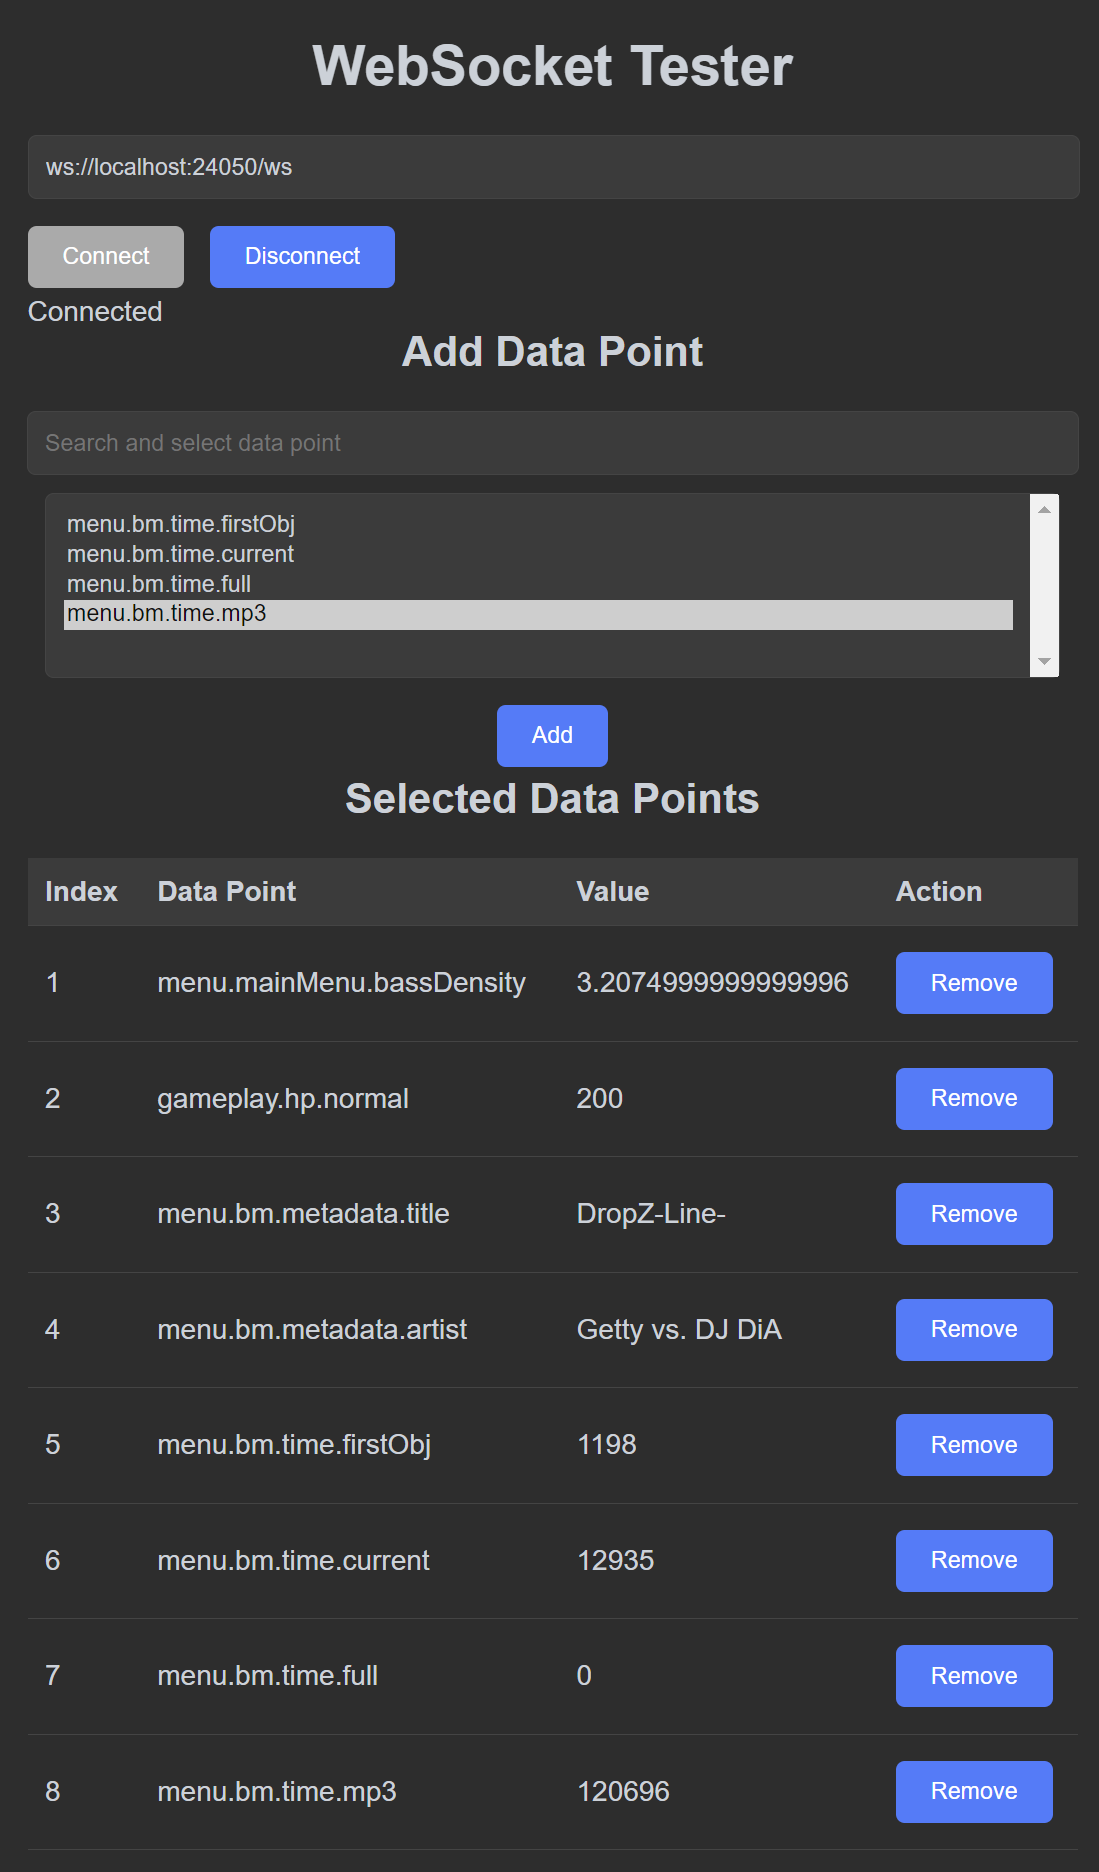 WebSocket Tester
ws://localhost:24050/ws
Connect Disconnect
Connected
Add Data Point
Search and select data point
menu.bm.time.firstObj
menu.bm.time.current
menu.bm.time.full
menu.bm.time.mp3
Add
Selected Data Points
Index Data Point Value Action
1 menu.mainMenu.bassDensity 3.2074999999999996 Remove
2 gameplay.hp.normal 200 Remove
3 menu.bm.metadata.title DropZ-Line- Remove
4 menu.bm.metadata.artist Getty vs. DJ DiA Remove
5 menu.bm.time.firstObj 1198 Remove
6 menu.bm.time.current 12935 Remove
7 menu.bm.time.full 0 Remove
8 menu.bm.time.mp3 120696 Remove